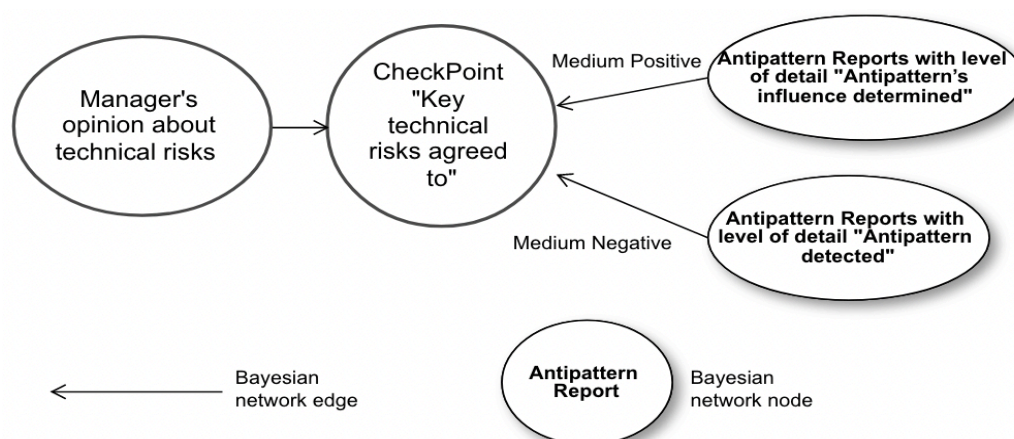 Manager's
opinion about
technical risks
CheckPoint
"Key
technical
risks agreed
to"
Medium Positive
Antipattern Reports with level
of detail "Antipattern's
influence determined"
Medium Negative
Antipattern Reports with
level of detail "Antipattern
detected"
Bayesian
network edge
Antipattern
Report
Bayesian
network node